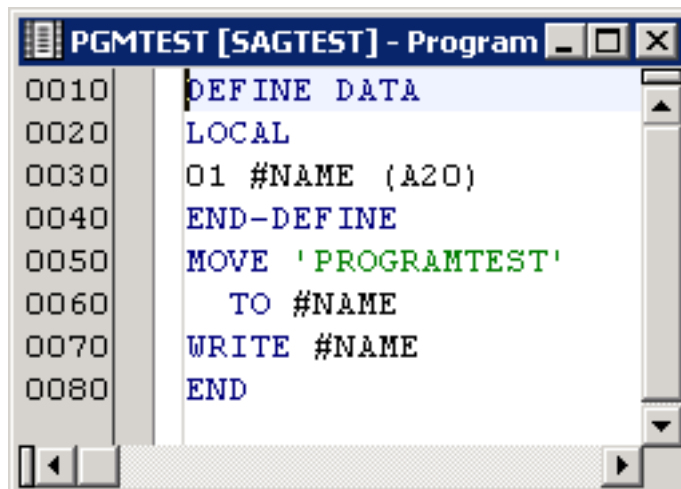 PGMTEST [SAGTEST] - Program
0010 DEFINE DATA
0020 LOCAL
0030 01 #NAME (A20)
0040 END-DEFINE
0050 MOVE 'PROGRAMTEST'
0060 TO #NAME
0070 WRITE #NAME
0080 END